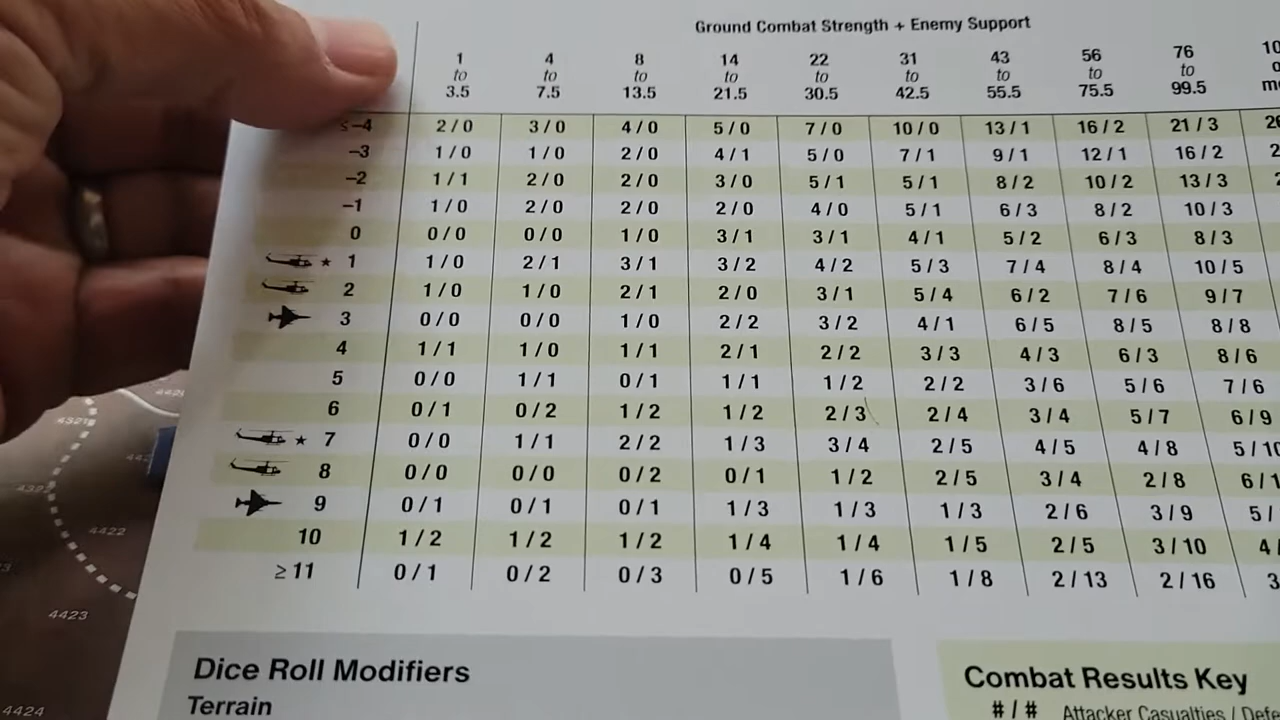 Ground Combat Strength + Enemy Support
1 4 8 14 22 31 43 56 76
to to to to to to to to to
3.5 7.5 13.5 21.5 30.5 42.5 55.5 75.5 99.5
≤ –4 2 / 0 3 / 0 4 / 0 5 / 0 7 / 0 10 / 0 13 / 1 16 / 2 21 / 3
–3 1 / 0 1 / 0 2 / 0 4 / 1 5 / 0 7 / 1 9 / 1 12 / 1 16 / 2
–2 1 / 1 2 / 0 2 / 0 3 / 0 5 / 1 5 / 1 8 / 2 10 / 2 13 / 3
–1 1 / 0 2 / 0 2 / 0 2 / 0 4 / 0 5 / 1 6 / 3 8 / 2 10 / 3
0 0 / 0 0 / 0 1 / 0 3 / 1 3 / 1 4 / 1 5 / 2 6 / 3 8 / 3
★ 1 1 / 0 2 / 1 3 / 1 3 / 2 4 / 2 5 / 3 7 / 4 8 / 4 10 / 5
2 1 / 0 1 / 0 2 / 1 2 / 0 3 / 1 5 / 4 6 / 2 7 / 6 9 / 7
3 0 / 0 0 / 0 1 / 0 2 / 2 3 / 2 4 / 1 6 / 5 8 / 5 8 / 8
4 1 / 1 1 / 0 1 / 1 2 / 1 2 / 2 3 / 3 4 / 3 6 / 3 8 / 6
5 0 / 0 1 / 1 0 / 1 1 / 1 1 / 2 2 / 2 3 / 6 5 / 6 7 / 6
6 0 / 1 0 / 2 1 / 2 1 / 2 2 / 3 2 / 4 3 / 4 5 / 7 6 / 9
★ 7 0 / 0 1 / 1 2 / 2 1 / 3 3 / 4 2 / 5 4 / 5 4 / 8 5 / 10
8 0 / 0 0 / 0 0 / 2 0 / 1 1 / 2 2 / 5 3 / 4 2 / 8 6 / 1
9 0 / 1 0 / 1 0 / 1 1 / 3 1 / 3 1 / 3 2 / 6 3 / 9 5 /
10 1 / 2 1 / 2 1 / 2 1 / 4 1 / 4 1 / 5 2 / 5 3 / 10 4 /
≥ 11 0 / 1 0 / 2 0 / 3 0 / 5 1 / 6 1 / 8 2 / 13 2 / 16 3
4422
4423
4424
Dice Roll Modifiers
Terrain
Combat Results Key
# / # Attacker Casualties /